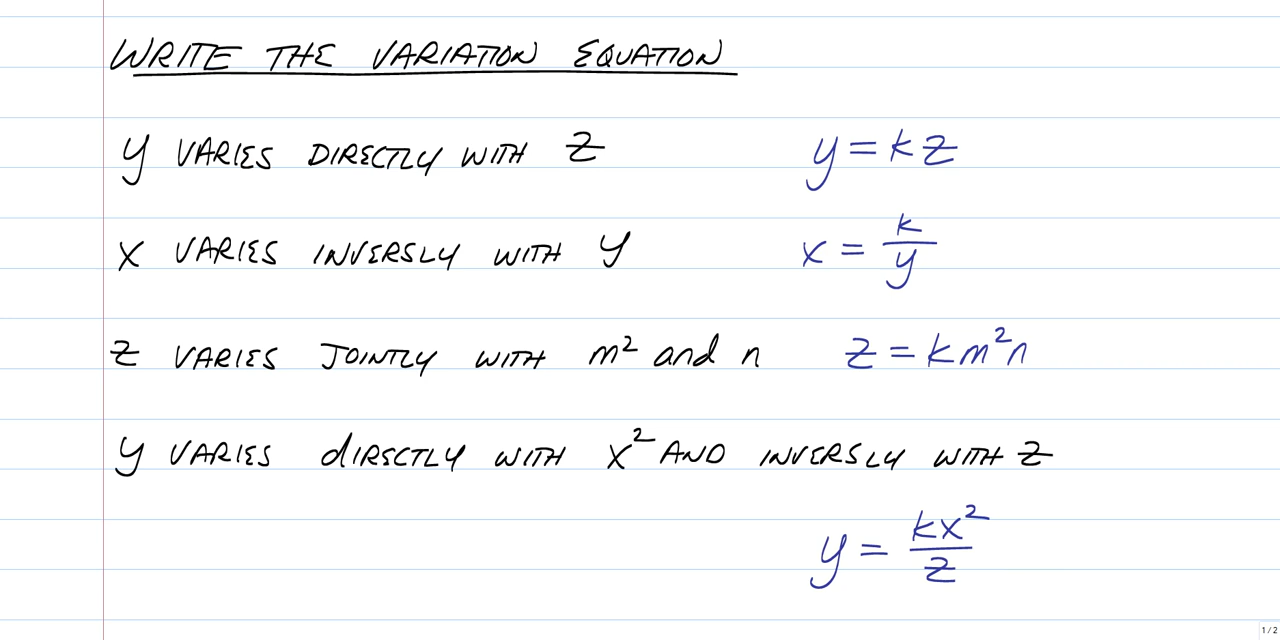 WRITE THE VARIATION EQUATION
y VARIES DIRECTLY WITH z y = kz
x VARIES INVERSLY WITH y x = k/y
z VARIES JOINTLY WITH m² and n z = km²n
y VARIES dIRECTLY WITH x² AND INVERSLY WITH z
y = kx²/z
1/2